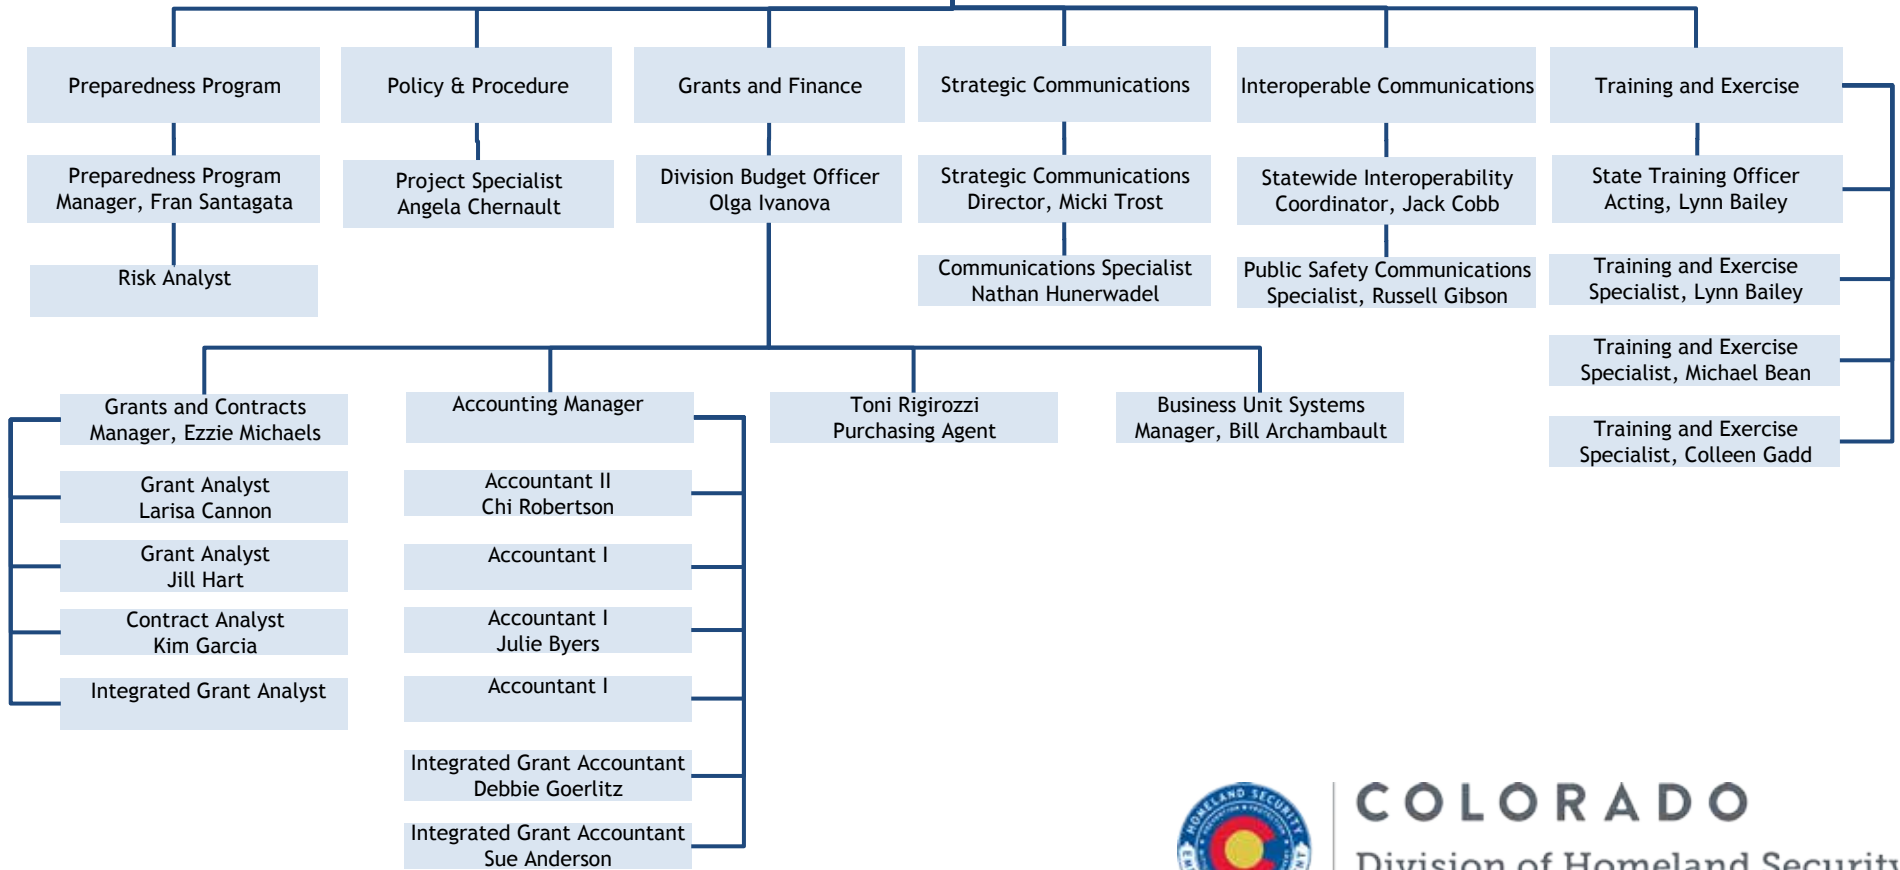 Preparedness Program
Policy & Procedure
Grants and Finance
Strategic Communications
Interoperable Communications
Training and Exercise
Preparedness Program
Manager, Fran Santagata
Project Specialist
Angela Chernault
Division Budget Officer
Olga Ivanova
Strategic Communications
Director, Micki Trost
Statewide Interoperability
Coordinator, Jack Cobb
State Training Officer
Acting, Lynn Bailey
Risk Analyst
Communications Specialist
Nathan Hunerwadel
Public Safety Communications
Specialist, Russell Gibson
Training and Exercise
Specialist, Lynn Bailey
Training and Exercise
Specialist, Michael Bean
Training and Exercise
Specialist, Colleen Gadd
Grants and Contracts
Manager, Ezzie Michaels
Accounting Manager
Toni Rigirozzi
Purchasing Agent
Business Unit Systems
Manager, Bill Archambault
Grant Analyst
Larisa Cannon
Grant Analyst
Jill Hart
Contract Analyst
Kim Garcia
Integrated Grant Analyst
Accountant II
Chi Robertson
Accountant I
Accountant I
Julie Byers
Accountant I
Integrated Grant Accountant
Debbie Goerlitz
Integrated Grant Accountant
Sue Anderson
HOMELAND SECURITY
COLORADO
Division of Homeland Security